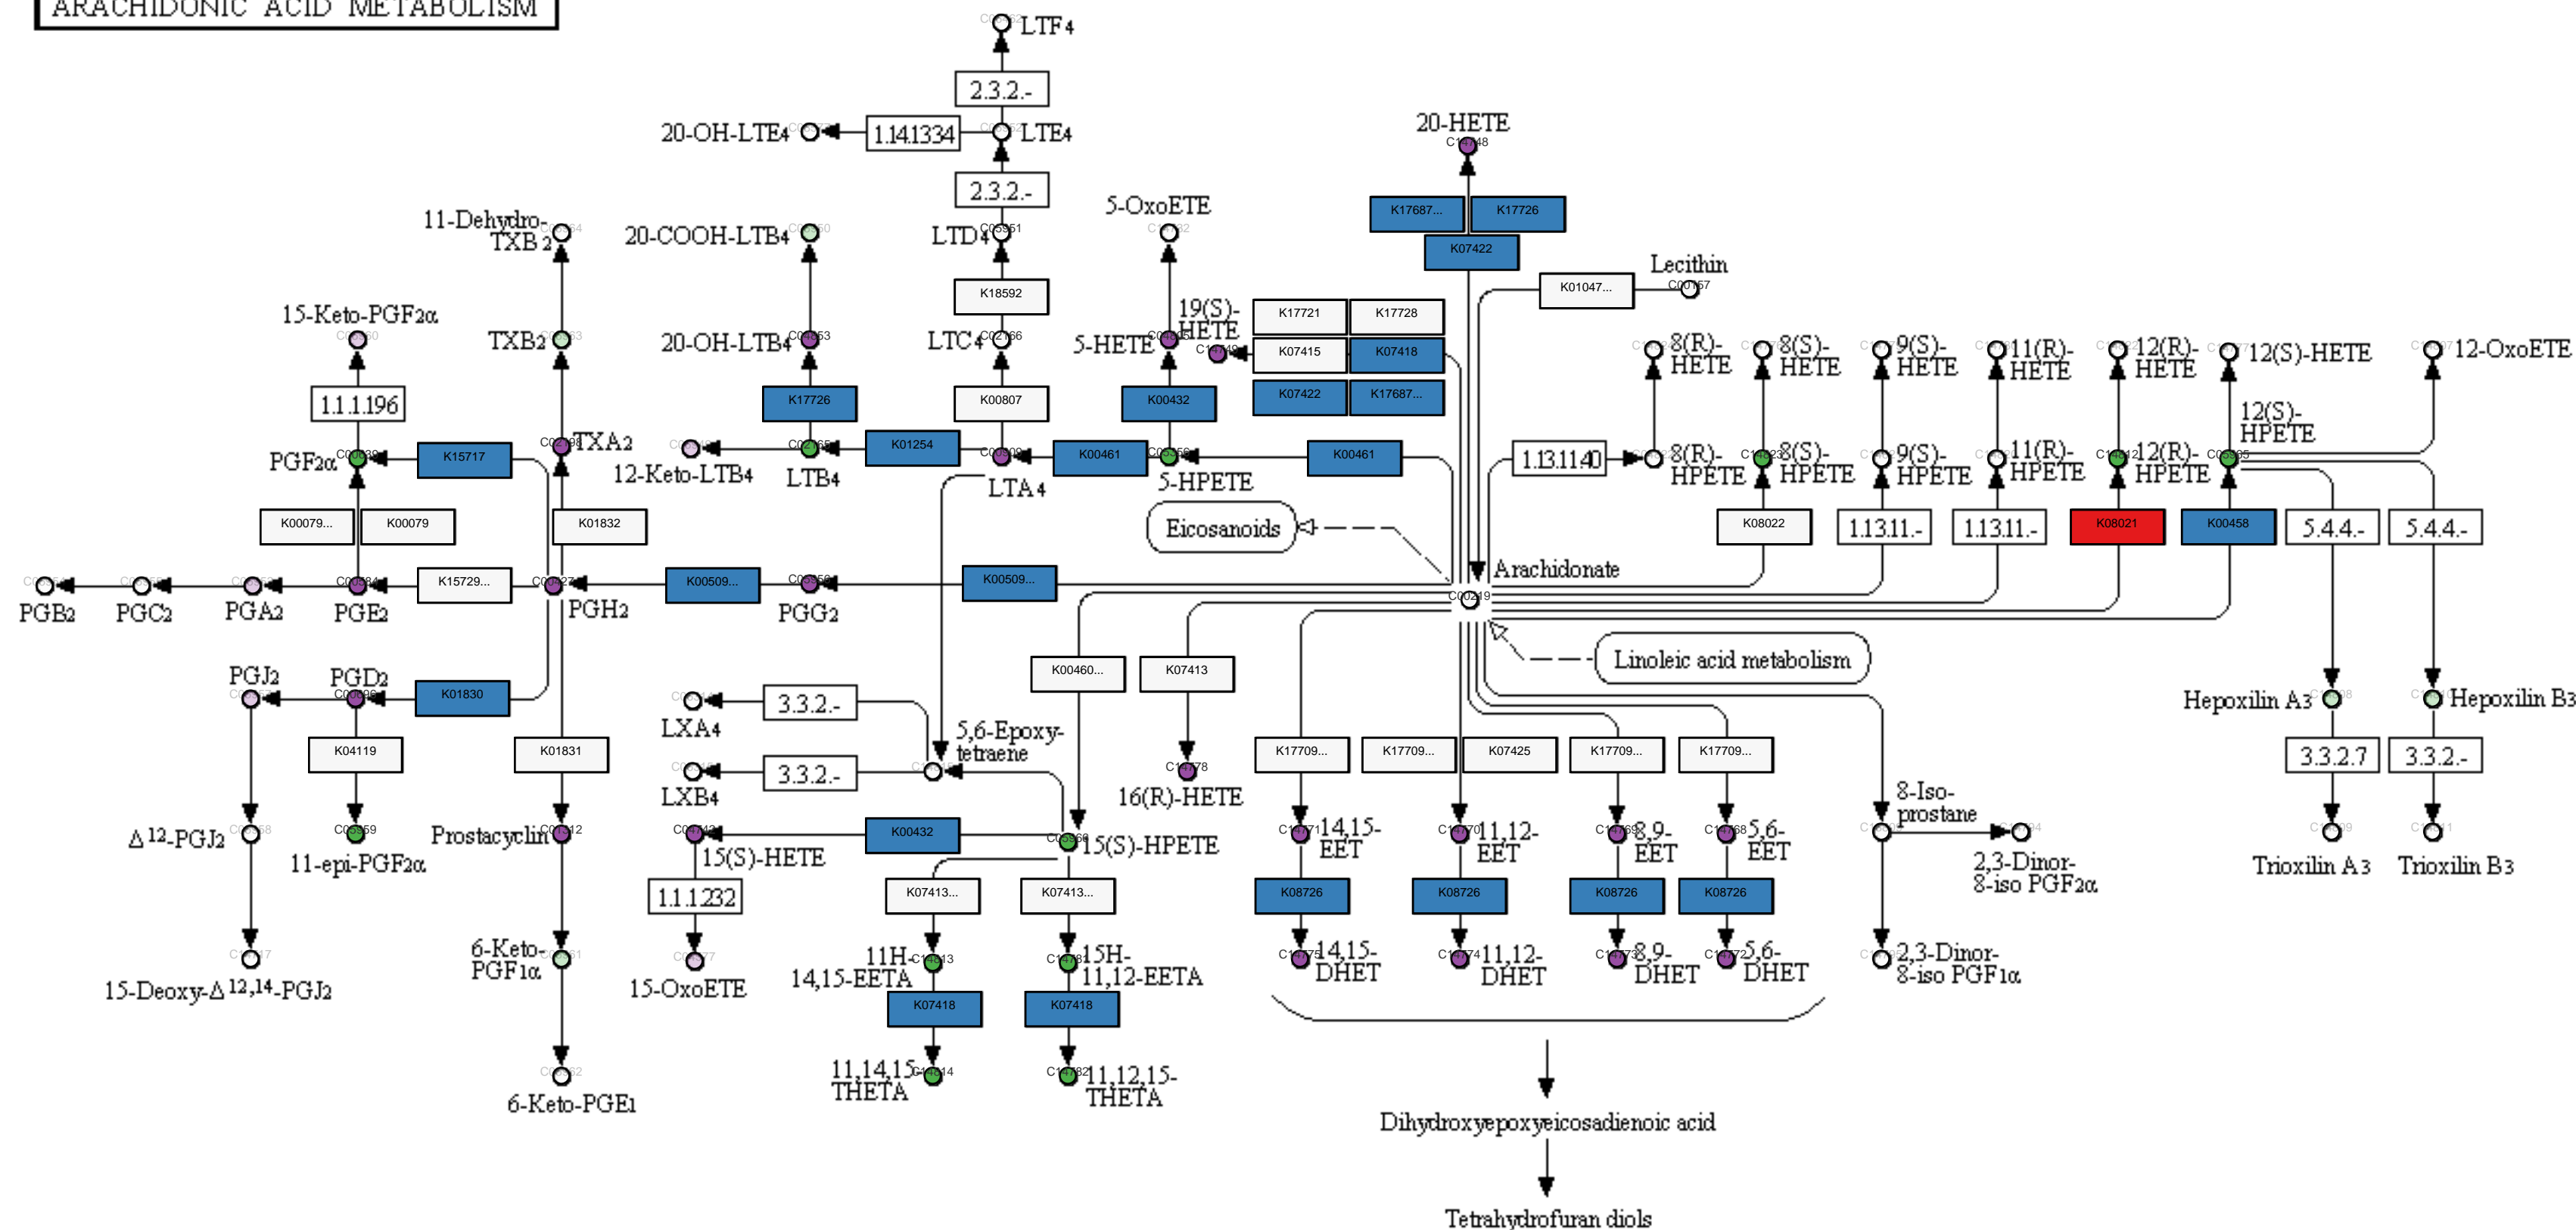 ARACHIDONIC ACID METABOLISM
LTF4
2.3.2.-
20-OH-LTE4
1.14.13.34
LTE4
2.3.2.-
20-HETE
C14748
K17687...
K17726
K07422
11-Dehydro-
TXB2
20-COOH-LTB4
LTD4
C05951
5-OxoETE
Lecithin
K01047...
C00157
K18592
15-Keto-PGF2α
TXB2
20-OH-LTB4
LTC4
C02166
5-HETE
19(S)-
HETE
K17721
K17728
K07415
K07418
K07422
K17687...
8(R)-
HETE
8(S)-
HETE
9(S)-
HETE
11(R)-
HETE
12(R)-
HETE
12(S)-HETE
12-OxoETE
1.1.1.196
K17726
K00807
K00432
12(S)-
HPETE
PGF2α
K15717
TXA2
12-Keto-LTB4
LTB4
K01254
LTA4
K00461
5-HPETE
K00461
1.13.11.40
8(R)-
HPETE
8(S)-
HPETE
9(S)-
HPETE
11(R)-
HPETE
12(R)-
HPETE
Eicosanoids
K00079...
K00079
K01832
K08022
1.13.11.-
1.13.11.-
K08021
K00458
5.4.4.-
5.4.4.-
PGB2
PGC2
PGA2
PGE2
K15729...
PGH2
K00509...
PGG2
K00509...
Arachidonate
C00219
PGJ2
PGD2
K01830
K00460...
K07413
Linoleic acid metabolism
LXA4
3.3.2.-
5,6-Epoxy-
tetraene
Hepoxilin A3
Hepoxilin B3
K04119
K01831
LXB4
3.3.2.-
C14778
16(R)-HETE
K17709...
K17709...
K07425
K17709...
K17709...
3.3.2.7
3.3.2.-
Δ12-PGJ2
C05959
11-epi-PGF2α
Prostacyclin
C01312
15(S)-HETE
K00432
15(S)-HPETE
14,15-
EET
11,12-
EET
8,9-
EET
5,6-
EET
8-Iso-
prostane
2,3-Dinor-
8-iso PGF2α
Trioxilin A3
Trioxilin B3
1.1.1.232
K07413...
K07413...
K08726
K08726
K08726
K08726
15-Deoxy-Δ12,14-PGJ2
6-Keto-
PGF1α
15-OxoETE
11H-
14,15-EETA
15H-
11,12-EETA
14,15-
DHET
11,12-
DHET
8,9-
DHET
5,6-
DHET
2,3-Dinor-
8-iso PGF1α
K07418
K07418
6-Keto-PGE1
11,14,15-
THETA
11,12,15-
THETA
Dihydroxyepoxyeicosadienoic acid
Tetrahydrofuran diols